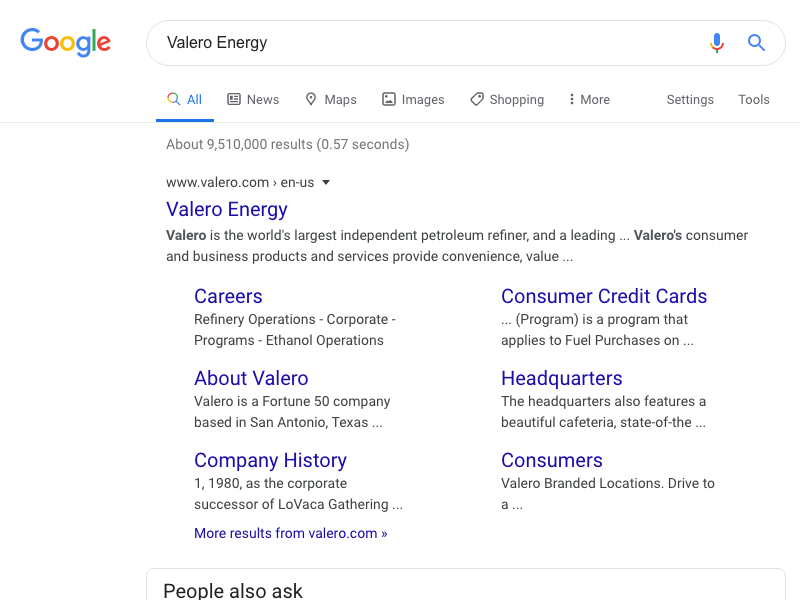 Google
Valero Energy
All News Maps Images Shopping More Settings Tools
About 9,510,000 results (0.57 seconds)
www.valero.com › en-us
Valero Energy
Valero is the world's largest independent petroleum refiner, and a leading ... Valero's consumer
and business products and services provide convenience, value ...
Careers
Refinery Operations - Corporate -
Programs - Ethanol Operations
Consumer Credit Cards
... (Program) is a program that
applies to Fuel Purchases on ...
About Valero
Valero is a Fortune 50 company
based in San Antonio, Texas ...
Headquarters
The headquarters also features a
beautiful cafeteria, state-of-the ...
Company History
1, 1980, as the corporate
successor of LoVaca Gathering ...
Consumers
Valero Branded Locations. Drive to
a ...
More results from valero.com »
People also ask